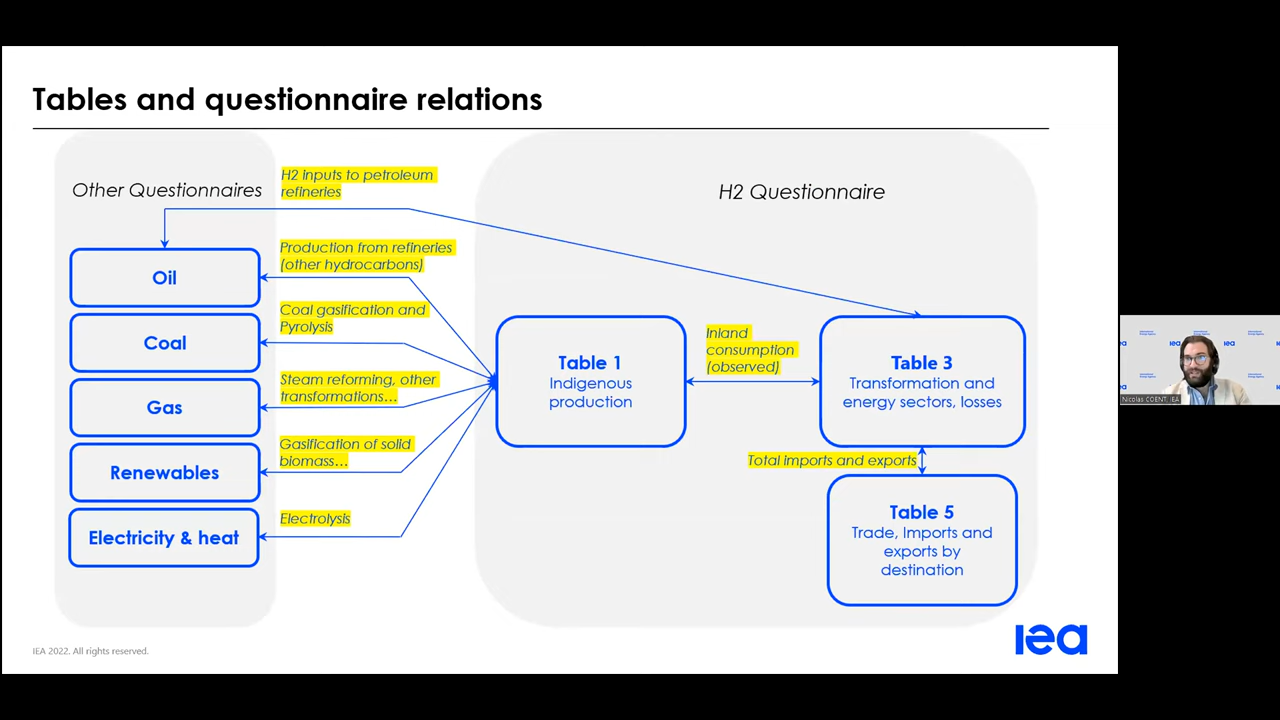 Tables and questionnaire relations
Other Questionnaires
H2 inputs to petroleum
refineries
H2 Questionnaire
Production from refineries
(other hydrocarbons)
Oil
Coal gasification and
Pyrolysis
Coal
Steam reforming, other
transformations…
Gas
Gasification of solid
biomass…
Renewables
Electrolysis
Electricity & heat
Table 1
Indigenous
production
Inland
consumption
(observed)
Table 3
Transformation and
energy sectors, losses
Total imports and exports
Table 5
Trade, Imports and
exports by
destination
IEA 2022. All rights reserved.
iea
iea
Nicolas COENT, IEA